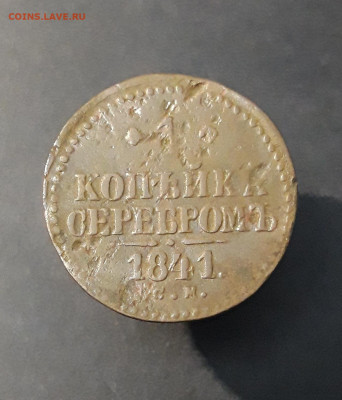 COINS.LAVE.RU
1
КОПѢЙКА
СЕРЕБРОМЪ
1841.
С.М.